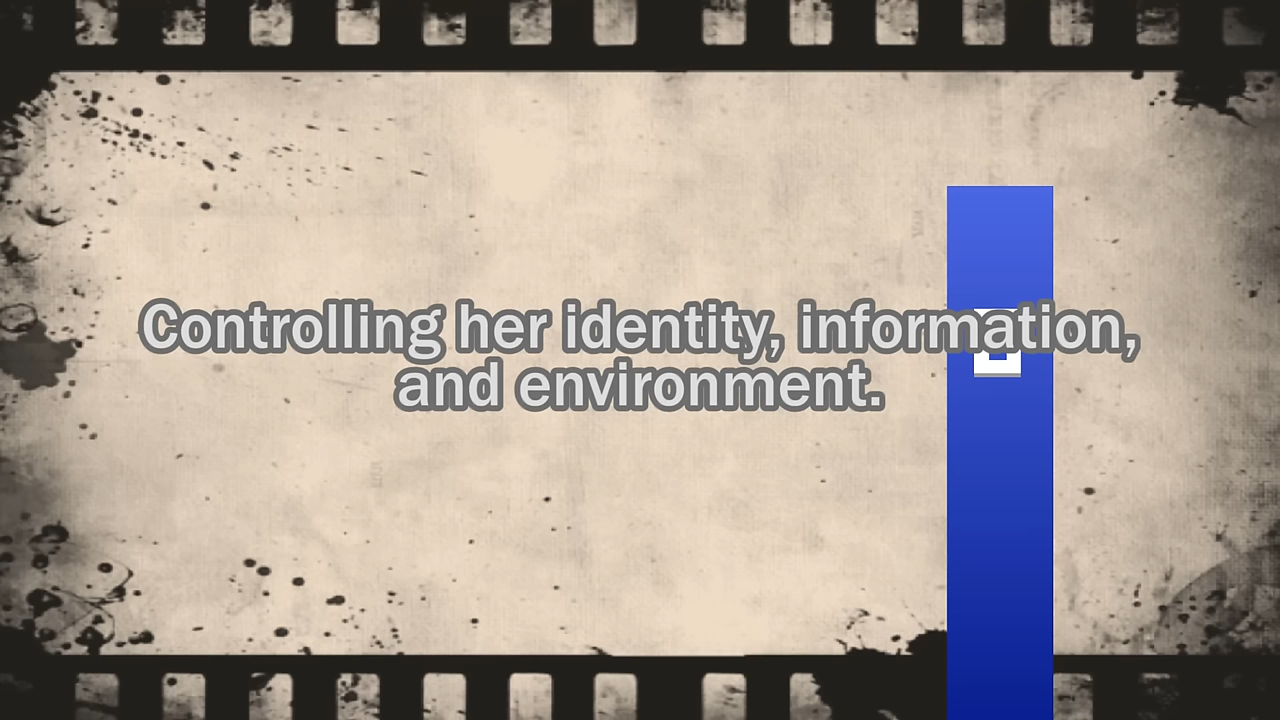 Controlling her identity, information,
and environment.